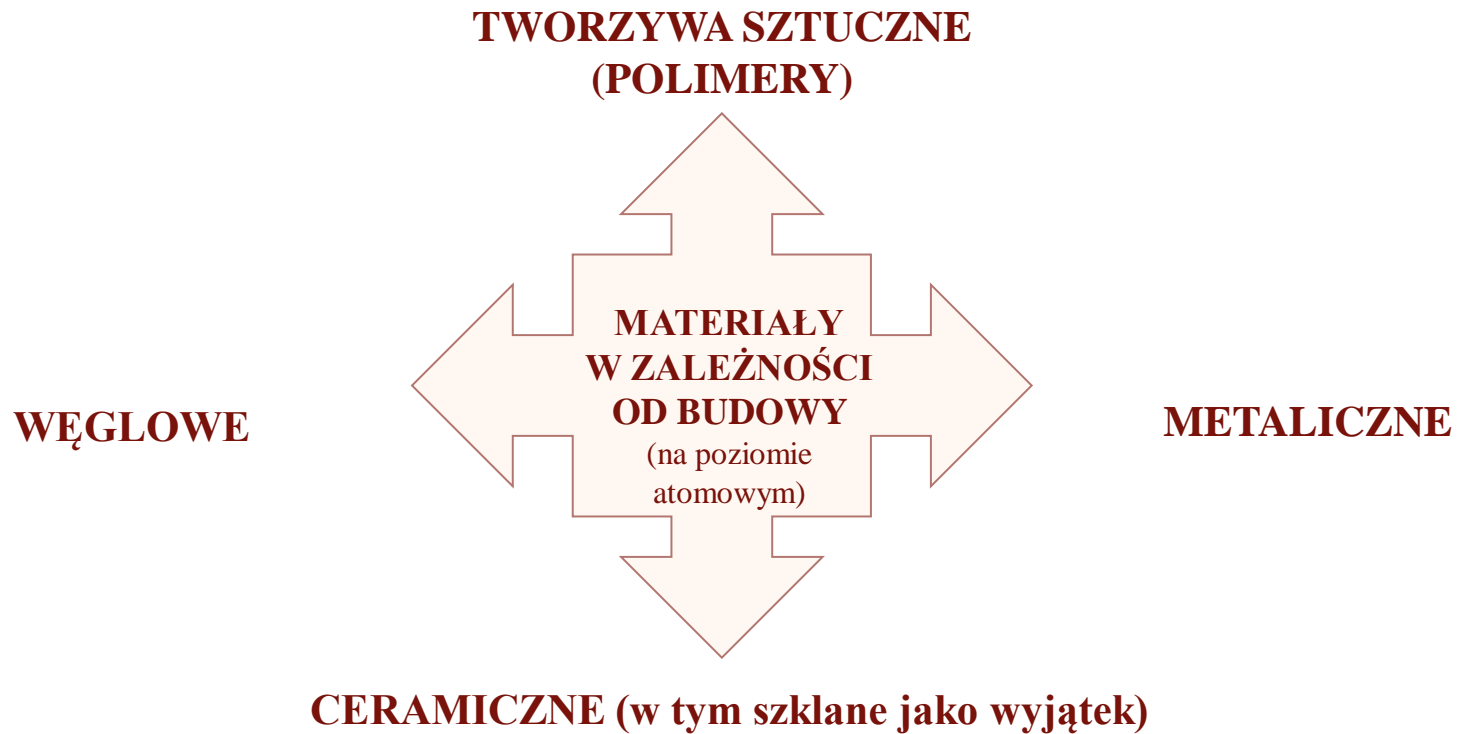 TWORZYWA SZTUCZNE
(POLIMERY)
MATERIAŁY
W ZALEŻNOŚCI
OD BUDOWY
(na poziomie
atomowym)
WĘGLOWE
METALICZNE
CERAMICZNE (w tym szklane jako wyjątek)